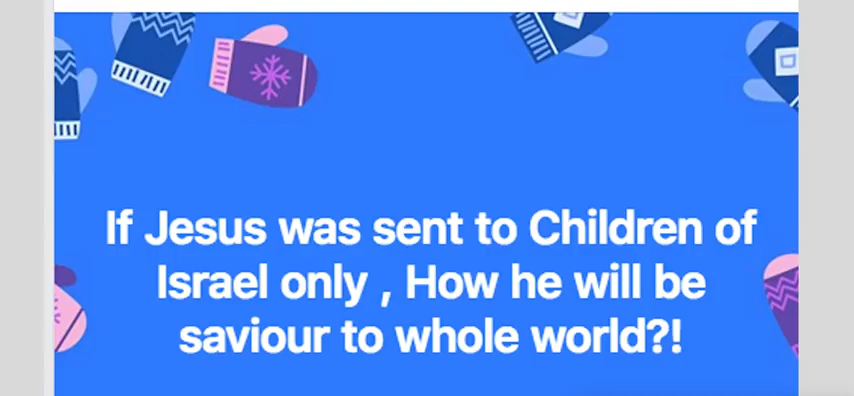 If Jesus was sent to Children of
Israel only , How he will be
saviour to whole world?!